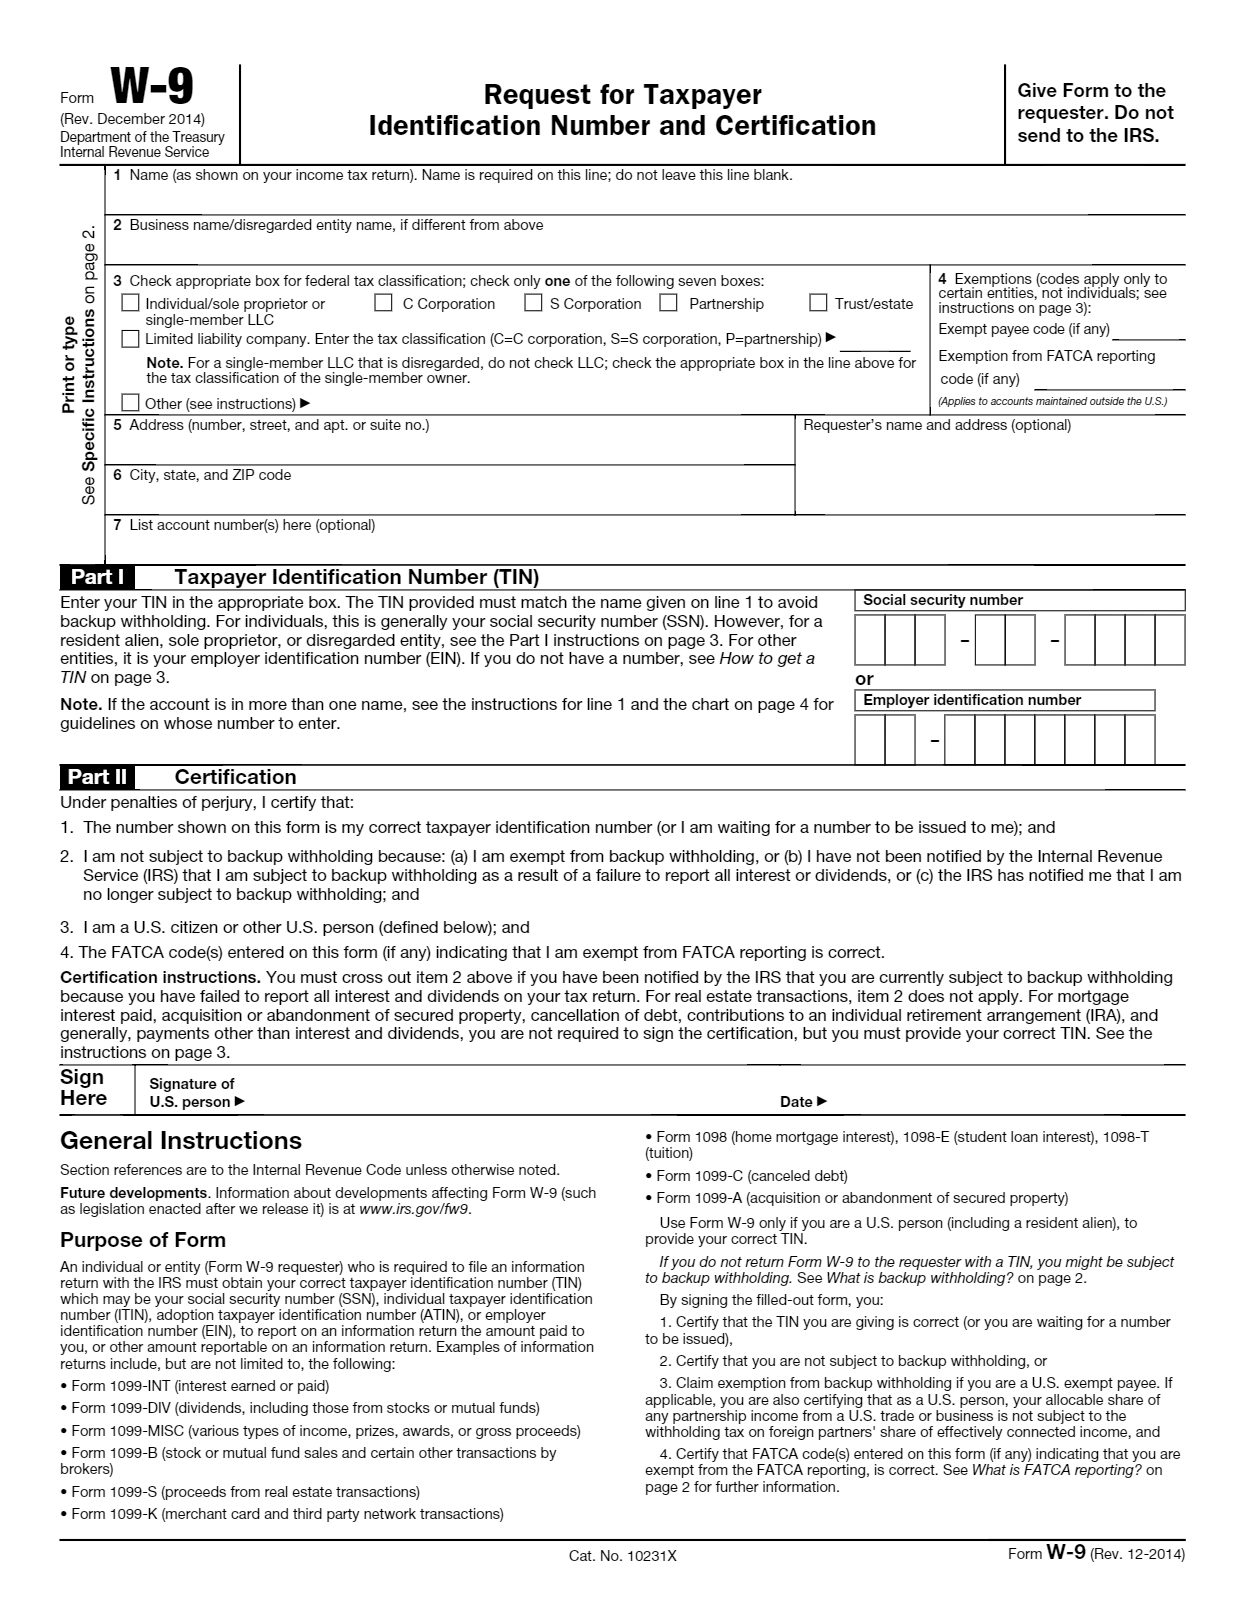 Form W-9
(Rev. December 2014)
Department of the Treasury
Internal Revenue Service
Request for Taxpayer
Identification Number and Certification
Give Form to the
requester. Do not
send to the IRS.
Print or type
See Specific Instructions on page 2.
1 Name (as shown on your income tax return). Name is required on this line; do not leave this line blank.
2 Business name/disregarded entity name, if different from above
3 Check appropriate box for federal tax classification; check only one of the following seven boxes:
Individual/sole proprietor or
single-member LLC
C Corporation
S Corporation
Partnership
Trust/estate
Limited liability company. Enter the tax classification (C=C corporation, S=S corporation, P=partnership) ▶
Note. For a single-member LLC that is disregarded, do not check LLC; check the appropriate box in the line above for
the tax classification of the single-member owner.
Other (see instructions) ▶
4 Exemptions (codes apply only to
certain entities, not individuals; see
instructions on page 3):
Exempt payee code (if any)
Exemption from FATCA reporting
code (if any)
(Applies to accounts maintained outside the U.S.)
5 Address (number, street, and apt. or suite no.)
Requester's name and address (optional)
6 City, state, and ZIP code
7 List account number(s) here (optional)
Part I Taxpayer Identification Number (TIN)
Enter your TIN in the appropriate box. The TIN provided must match the name given on line 1 to avoid
backup withholding. For individuals, this is generally your social security number (SSN). However, for a
resident alien, sole proprietor, or disregarded entity, see the Part I instructions on page 3. For other
entities, it is your employer identification number (EIN). If you do not have a number, see How to get a
TIN on page 3.
Note. If the account is in more than one name, see the instructions for line 1 and the chart on page 4 for
guidelines on whose number to enter.
Social security number
– –
or
Employer identification number
–
Part II Certification
Under penalties of perjury, I certify that:
1. The number shown on this form is my correct taxpayer identification number (or I am waiting for a number to be issued to me); and
2. I am not subject to backup withholding because: (a) I am exempt from backup withholding, or (b) I have not been notified by the Internal Revenue
Service (IRS) that I am subject to backup withholding as a result of a failure to report all interest or dividends, or (c) the IRS has notified me that I am
no longer subject to backup withholding; and
3. I am a U.S. citizen or other U.S. person (defined below); and
4. The FATCA code(s) entered on this form (if any) indicating that I am exempt from FATCA reporting is correct.
Certification instructions. You must cross out item 2 above if you have been notified by the IRS that you are currently subject to backup withholding
because you have failed to report all interest and dividends on your tax return. For real estate transactions, item 2 does not apply. For mortgage
interest paid, acquisition or abandonment of secured property, cancellation of debt, contributions to an individual retirement arrangement (IRA), and
generally, payments other than interest and dividends, you are not required to sign the certification, but you must provide your correct TIN. See the
instructions on page 3.
Sign
Here
Signature of
U.S. person ▶
Date ▶
General Instructions
Section references are to the Internal Revenue Code unless otherwise noted.
Future developments. Information about developments affecting Form W-9 (such
as legislation enacted after we release it) is at www.irs.gov/fw9.
Purpose of Form
An individual or entity (Form W-9 requester) who is required to file an information
return with the IRS must obtain your correct taxpayer identification number (TIN)
which may be your social security number (SSN), individual taxpayer identification
number (ITIN), adoption taxpayer identification number (ATIN), or employer
identification number (EIN), to report on an information return the amount paid to
you, or other amount reportable on an information return. Examples of information
returns include, but are not limited to, the following:
• Form 1099-INT (interest earned or paid)
• Form 1099-DIV (dividends, including those from stocks or mutual funds)
• Form 1099-MISC (various types of income, prizes, awards, or gross proceeds)
• Form 1099-B (stock or mutual fund sales and certain other transactions by
brokers)
• Form 1099-S (proceeds from real estate transactions)
• Form 1099-K (merchant card and third party network transactions)
• Form 1098 (home mortgage interest), 1098-E (student loan interest), 1098-T
(tuition)
• Form 1099-C (canceled debt)
• Form 1099-A (acquisition or abandonment of secured property)
Use Form W-9 only if you are a U.S. person (including a resident alien), to
provide your correct TIN.
If you do not return Form W-9 to the requester with a TIN, you might be subject
to backup withholding. See What is backup withholding? on page 2.
By signing the filled-out form, you:
1. Certify that the TIN you are giving is correct (or you are waiting for a number
to be issued),
2. Certify that you are not subject to backup withholding, or
3. Claim exemption from backup withholding if you are a U.S. exempt payee. If
applicable, you are also certifying that as a U.S. person, your allocable share of
any partnership income from a U.S. trade or business is not subject to the
withholding tax on foreign partners' share of effectively connected income, and
4. Certify that FATCA code(s) entered on this form (if any) indicating that you are
exempt from the FATCA reporting, is correct. See What is FATCA reporting? on
page 2 for further information.
Cat. No. 10231X
Form W-9 (Rev. 12-2014)